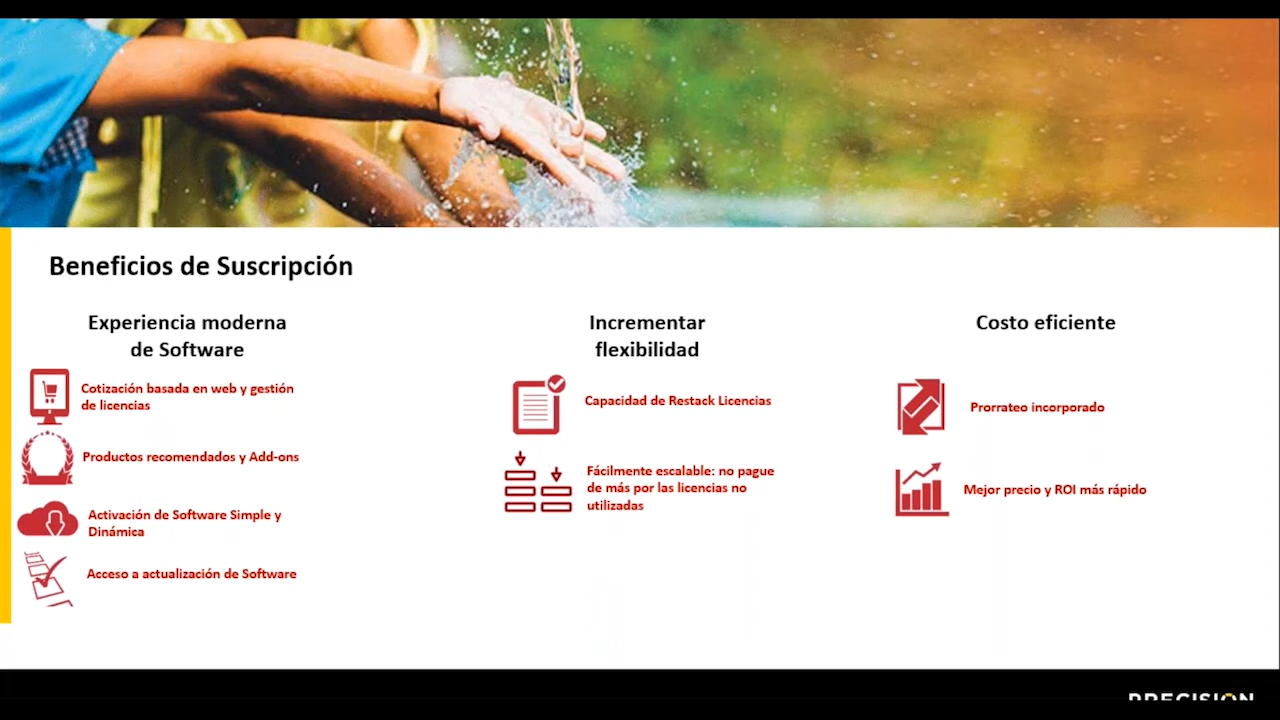 Beneficios de Suscripción
Experiencia moderna
de Software
Cotización basada en web y gestión
de licencias
Productos recomendados y Add-ons
Activación de Software Simple y
Dinámica
Acceso a actualización de Software
Incrementar
flexibilidad
Capacidad de Restack Licencias
Fácilmente escalable: no pague
de más por las licencias no
utilizadas
Costo eficiente
Prorrateo incorporado
Mejor precio y ROI más rápido
PRECISION